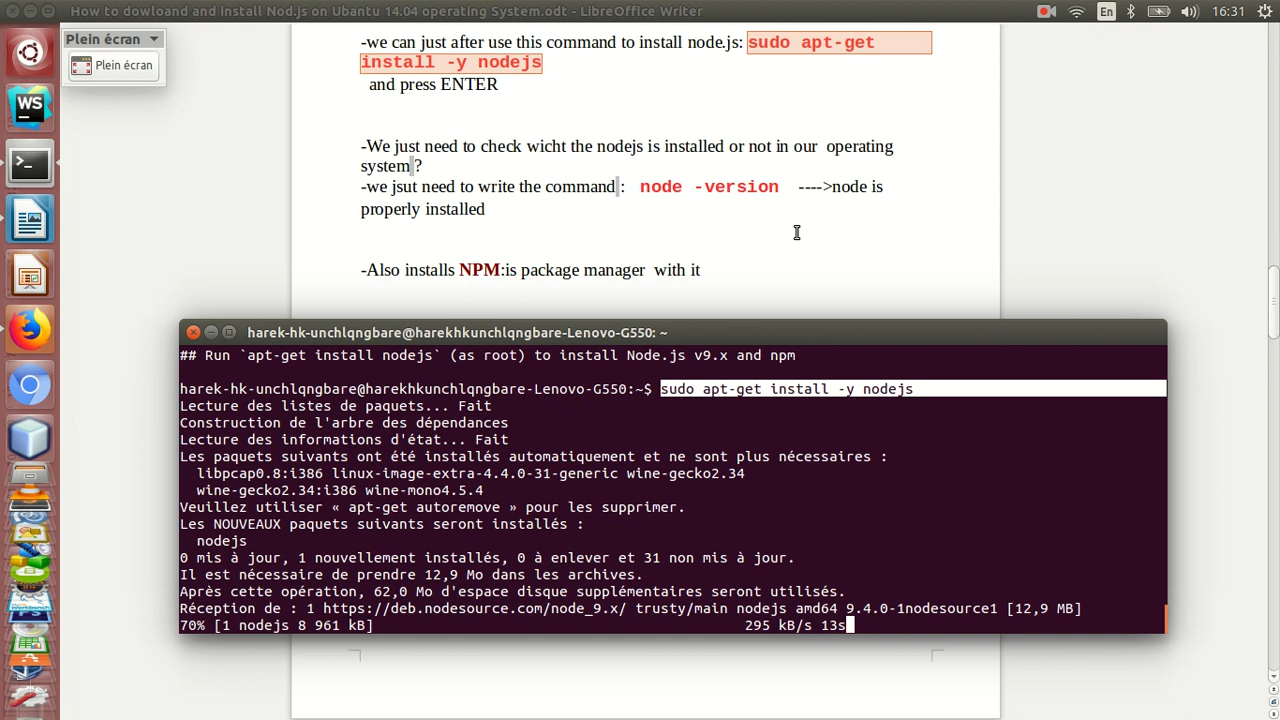 How to dowloand and install Nod.js on Ubantu 14.04 operating System.odt - LibreOffice Writer
En
16:31
Plein écran
Plein écran
WS
-we can just after use this command to install node.js: sudo apt-get
install -y nodejs
and press ENTER
-We just need to check wicht the nodejs is installed or not in our operating
system ?
-we jsut need to write the command : node -version ---->node is
properly installed
-Also installs NPM:is package manager with it
harek-hk-unchlqngbare@harekhkunchlqngbare-Lenovo-G550: ~
## Run `apt-get install nodejs` (as root) to install Node.js v9.x and npm
harek-hk-unchlqngbare@harekhkunchlqngbare-Lenovo-G550:~$ sudo apt-get install -y nodejs
Lecture des listes de paquets... Fait
Construction de l'arbre des dépendances
Lecture des informations d'état... Fait
Les paquets suivants ont été installés automatiquement et ne sont plus nécessaires :
libpcap0.8:i386 linux-image-extra-4.4.0-31-generic wine-gecko2.34
wine-gecko2.34:i386 wine-mono4.5.4
Veuillez utiliser « apt-get autoremove » pour les supprimer.
Les NOUVEAUX paquets suivants seront installés :
nodejs
0 mis à jour, 1 nouvellement installés, 0 à enlever et 31 non mis à jour.
Il est nécessaire de prendre 12,9 Mo dans les archives.
Après cette opération, 62,0 Mo d'espace disque supplémentaires seront utilisés.
Réception de : 1 https://deb.nodesource.com/node_9.x/ trusty/main nodejs amd64 9.4.0-1nodesource1 [12,9 MB]
70% [1 nodejs 8 961 kB] 295 kB/s 13s